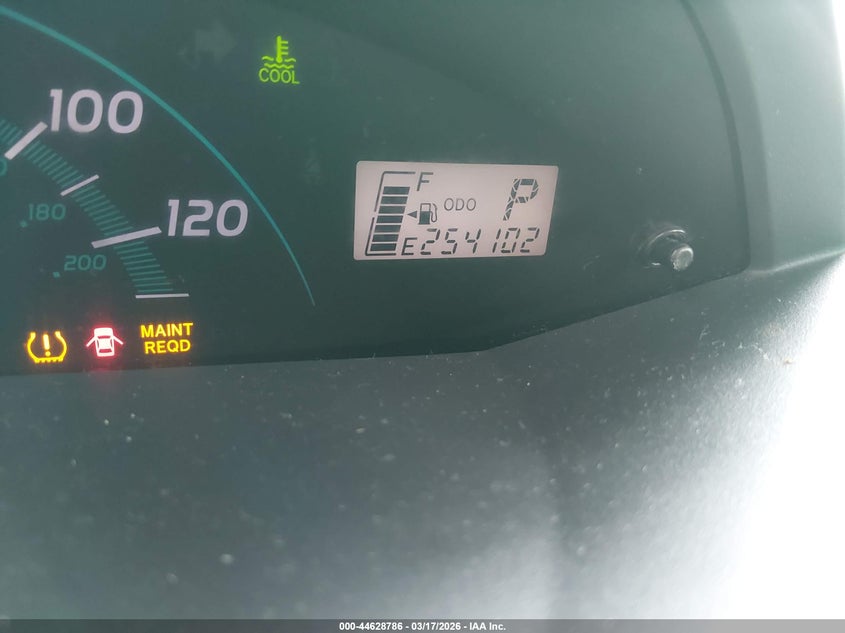 COOL
100
F
P
ODO
180
120
E 254102
200
MAINT
REQD
000-44628786 - 03/17/2026 - IAA Inc.